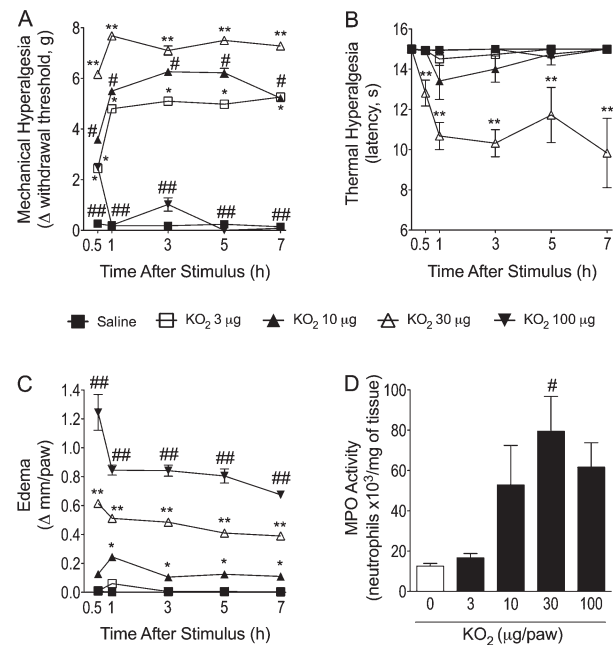 A
Mechanical Hyperalgesia
(Δ withdrawal threshold, g)
8
6
4
2
0
** ** ** ** **
# # # # #
* * * * * *
## ## ## ## ##
0.5 1 3 5 7
Time After Stimulus (h)
B
Thermal Hyperalgesia
(latency, s)
16
14
12
10
8
6
** ** ** ** **
0.5 1 3 5 7
Time After Stimulus (h)
Saline KO2 3 μg KO2 10 μg KO2 30 μg KO2 100 μg
C
Edema
(Δ mm/paw)
1.4
1.2
1.0
0.8
0.6
0.4
0.2
0.0
## ## ## ## ##
** ** ** ** **
* * * *
0.5 1 3 5 7
Time After Stimulus (h)
D
MPO Activity
(neutrophils x10³/mg of tissue)
100
80
60
40
20
0
#
0 3 10 30 100
KO2 (μg/paw)